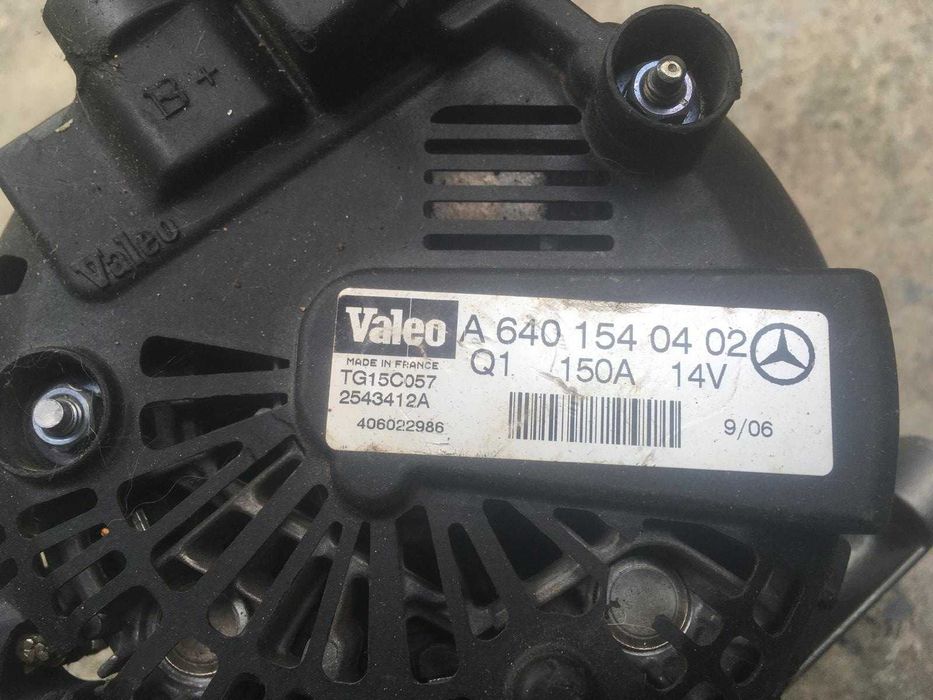 B+
Valeo
Valeo A 640 154 04 02
MADE IN FRANCE Q1 150A 14V
TG15C057
2543412A
406022986 9/06